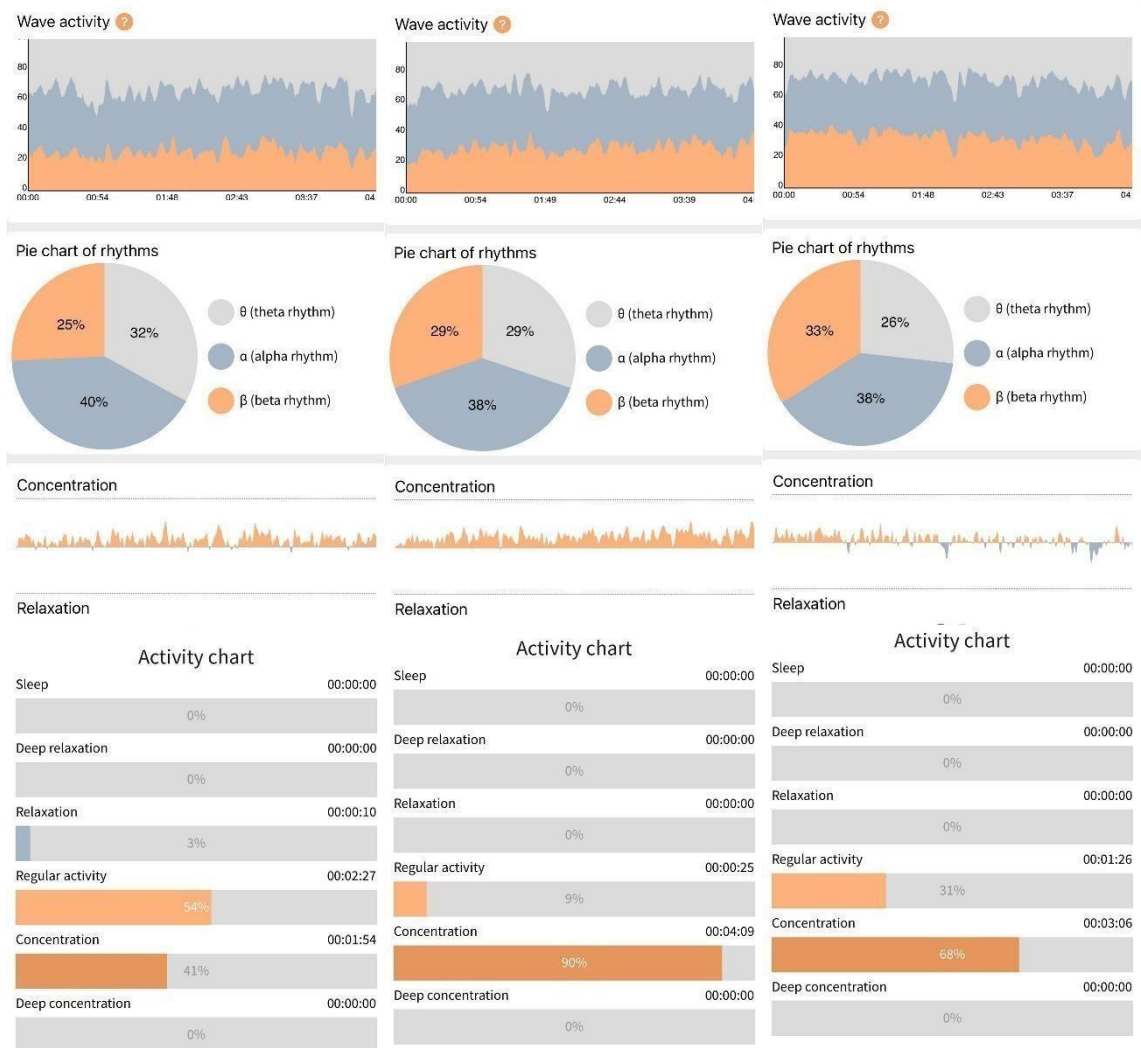 Wave activity ?
80
60
40
20
0
00:00 00:54 01:48 02:43 03:37 04
Pie chart of rhythms
25%
32%
40%
θ (theta rhythm)
α (alpha rhythm)
β (beta rhythm)
Concentration
Relaxation
Activity chart
Sleep 00:00:00
0%
Deep relaxation 00:00:00
0%
Relaxation 00:00:10
3%
Regular activity 00:02:27
54%
Concentration 00:01:54
41%
Deep concentration 00:00:00
0%
Wave activity ?
80
60
40
20
0
00:00 00:54 01:49 02:44 03:39 04
Pie chart of rhythms
29%
29%
38%
θ (theta rhythm)
α (alpha rhythm)
β (beta rhythm)
Concentration
Relaxation
Activity chart
Sleep 00:00:00
0%
Deep relaxation 00:00:00
0%
Relaxation 00:00:00
0%
Regular activity 00:00:25
9%
Concentration 00:04:09
90%
Deep concentration 00:00:00
0%
Wave activity ?
80
60
40
20
0
00:00 00:54 01:48 02:43 03:37 04
Pie chart of rhythms
33%
26%
38%
θ (theta rhythm)
α (alpha rhythm)
β (beta rhythm)
Concentration
Relaxation
Activity chart
Sleep 00:00:00
0%
Deep relaxation 00:00:00
0%
Relaxation 00:00:00
0%
Regular activity 00:01:26
31%
Concentration 00:03:06
68%
Deep concentration 00:00:00
0%